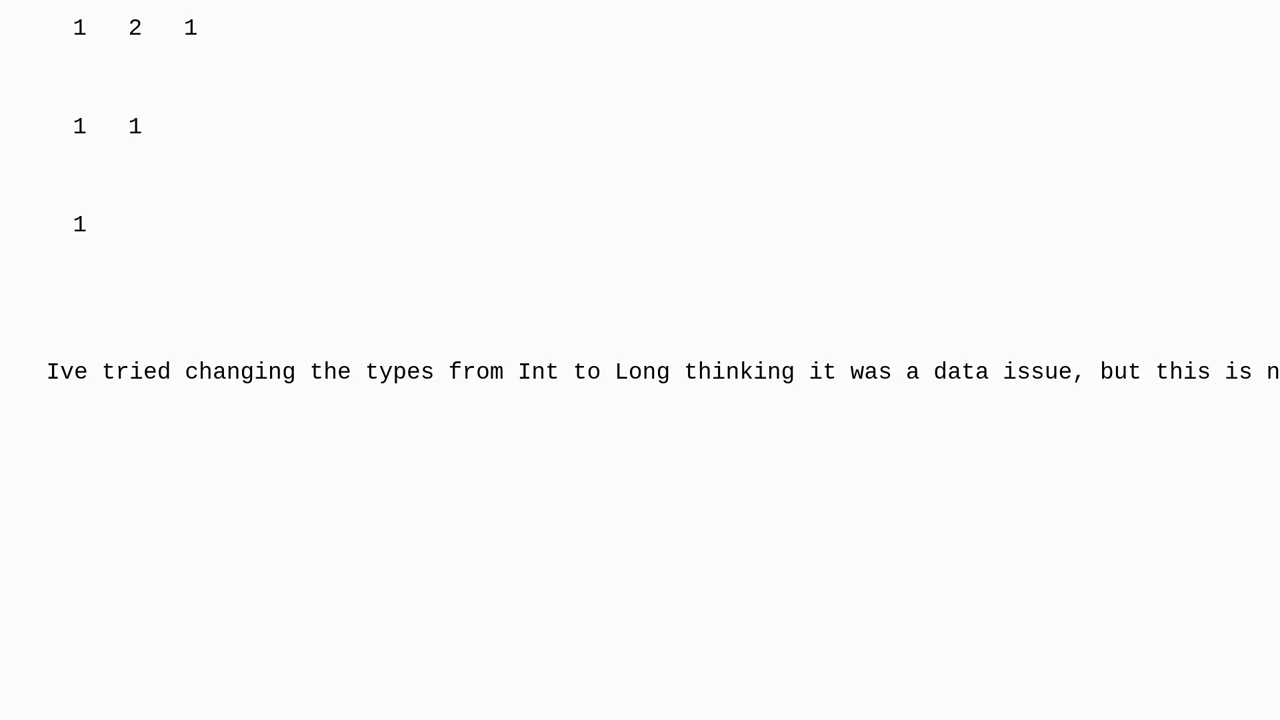 1 2 1
1 1
1
Ive tried changing the types from Int to Long thinking it was a data issue, but this is